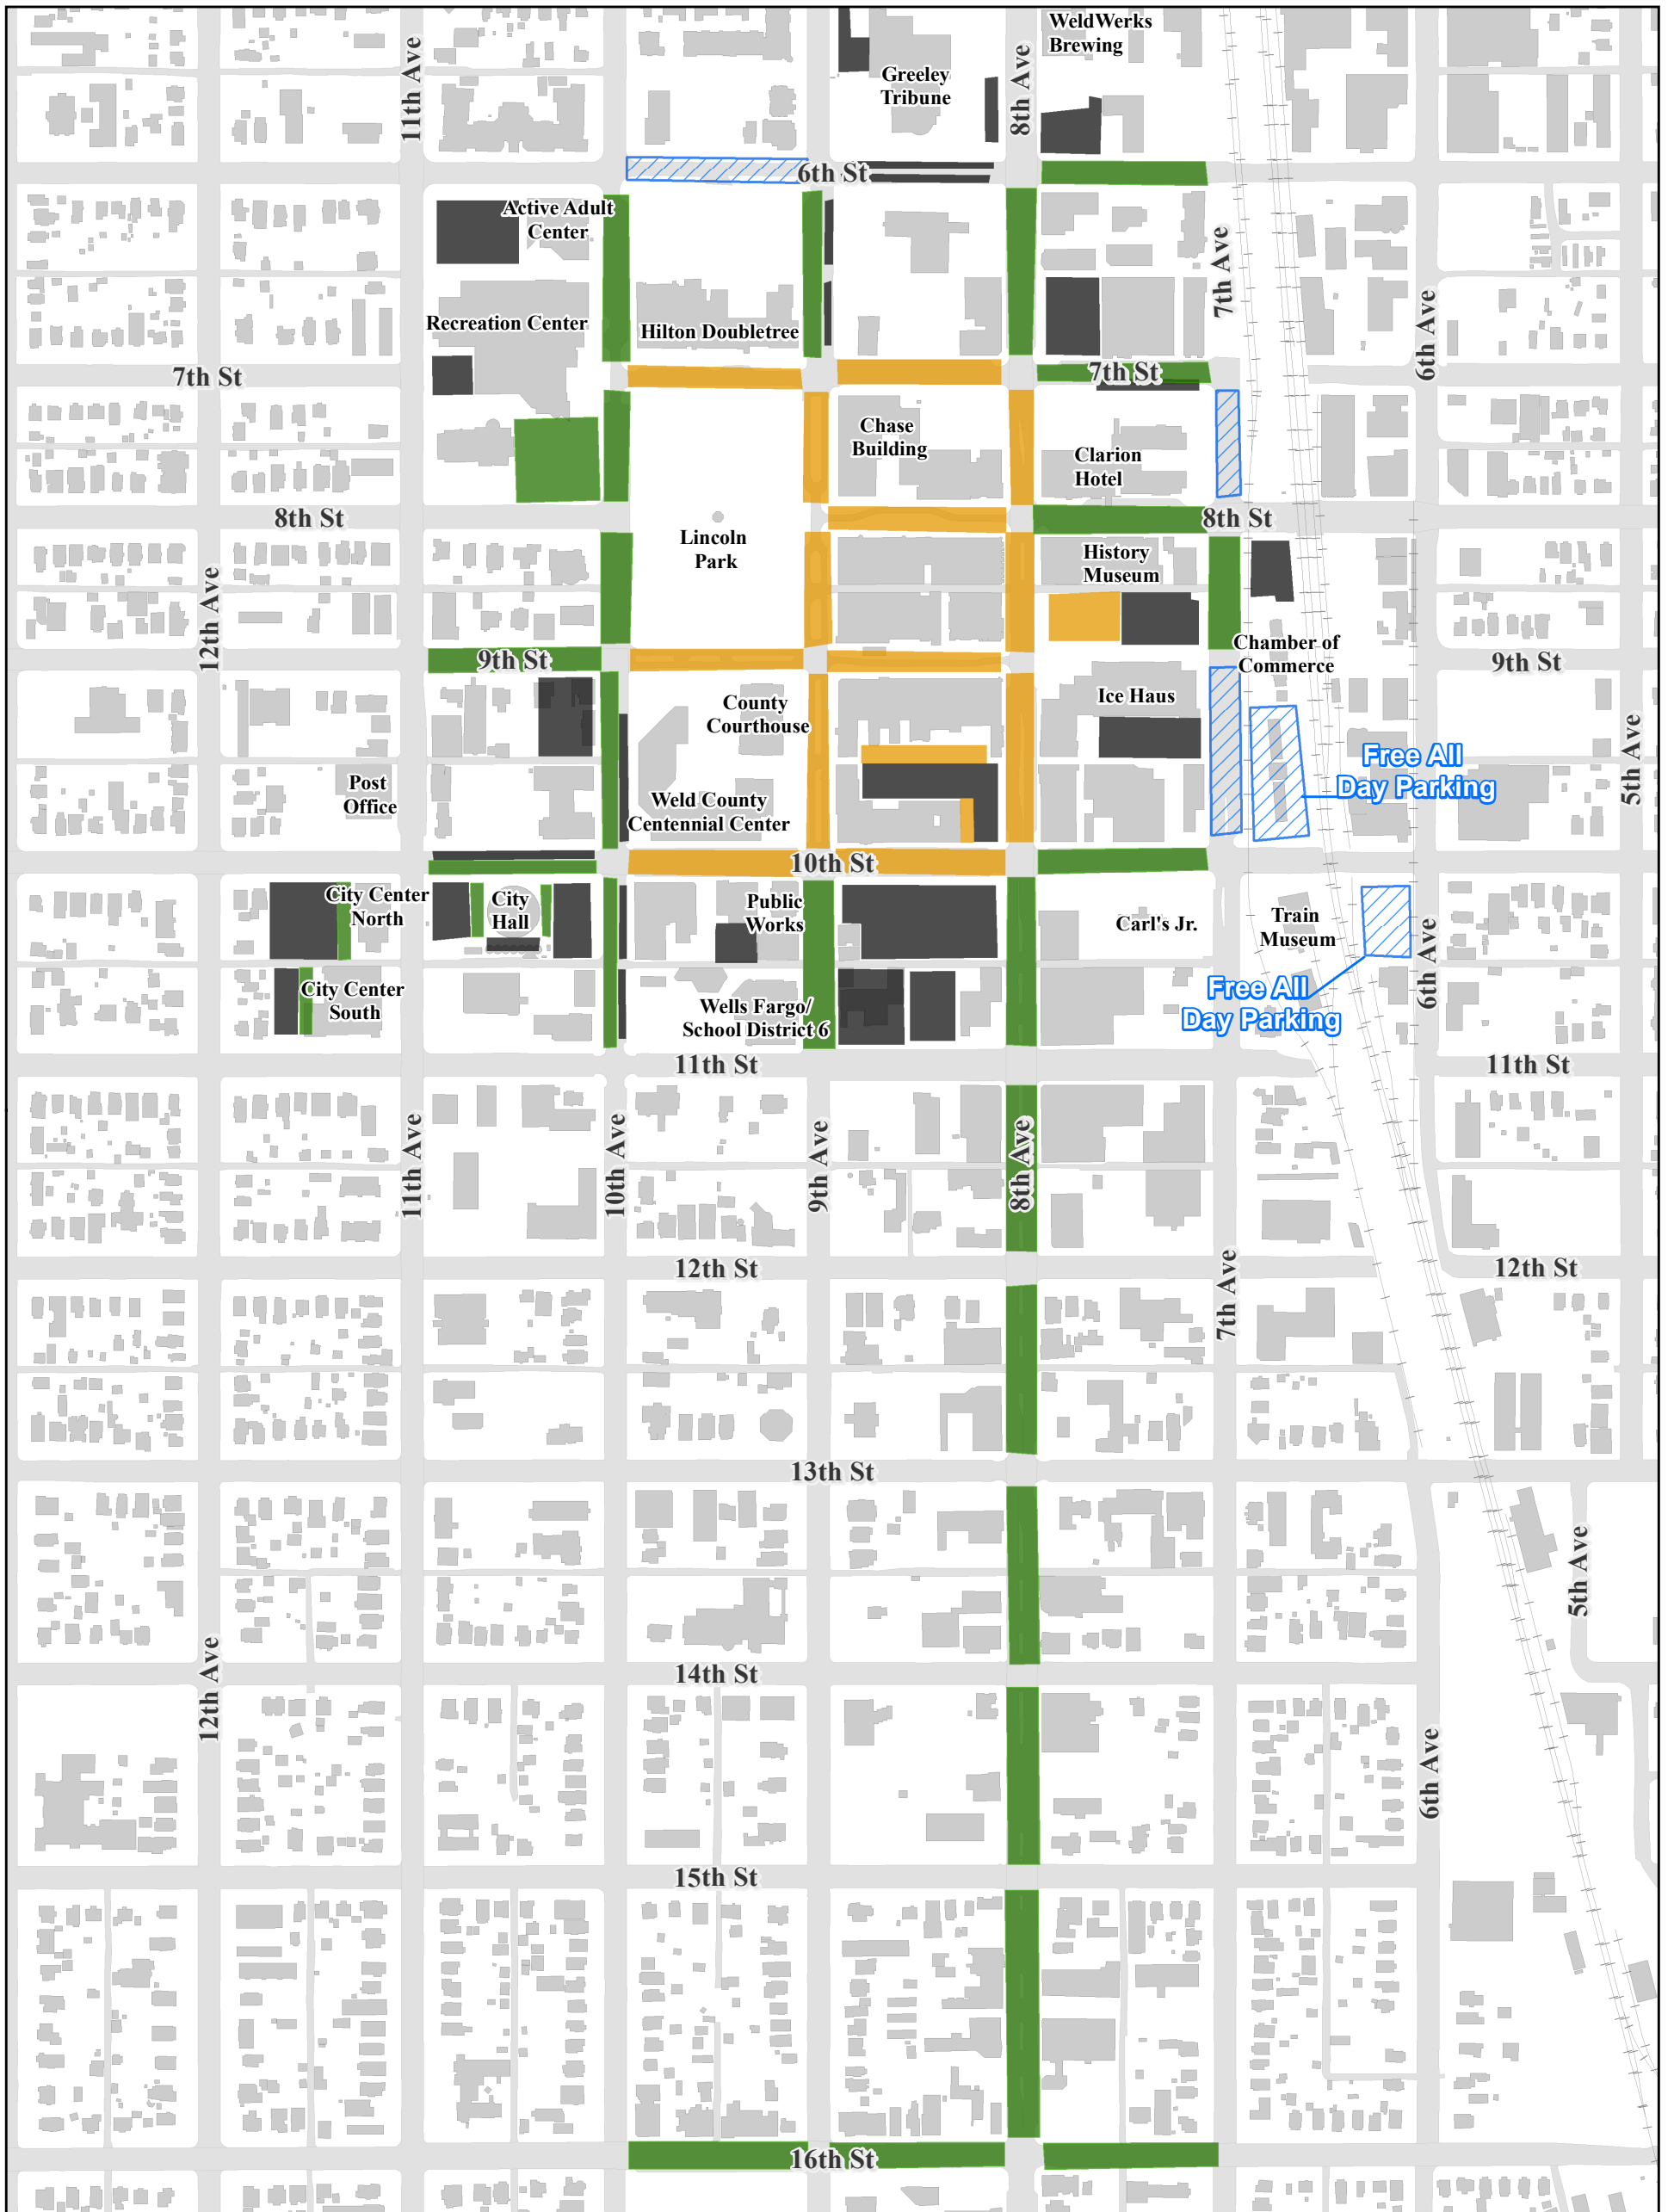 WeldWerks
Brewing
11th Ave
8th Ave
Greeley
Tribune
6th St
Active Adult
Center
7th Ave
Recreation Center
Hilton Doubletree
6th Ave
7th St
7th St
Chase
Building
Clarion
Hotel
8th St
8th St
Lincoln
Park
History
Museum
12th Ave
Chamber of
Commerce
9th St
9th St
County
Courthouse
Ice Haus
5th Ave
Free All
Day Parking
Post
Office
Weld County
Centennial Center
10th St
City Center
North
City
Hall
Public
Works
Carl's Jr.
Train
Museum
6th Ave
City Center
South
Wells Fargo/
School District 6
Free All
Day Parking
11th St
11th St
11th Ave
10th Ave
9th Ave
8th Ave
12th St
12th St
7th Ave
13th St
5th Ave
12th Ave
14th St
6th Ave
15th St
16th St